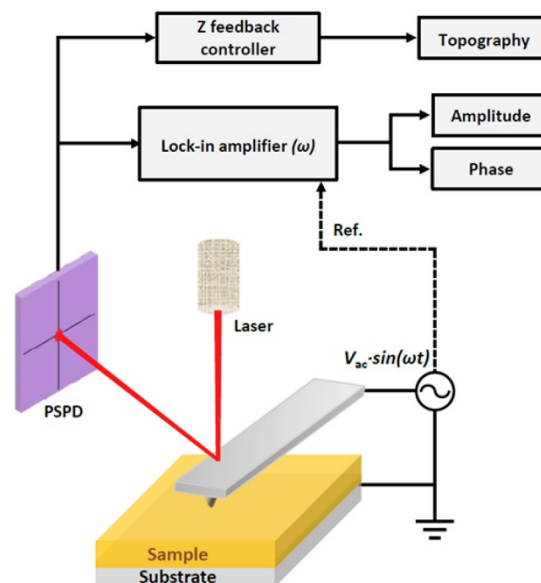 Z feedback
controller
Topography
Lock-in amplifier (ω)
Amplitude
Phase
Ref.
Laser
PSPD
V_ac·sin(ωt)
Sample
Substrate